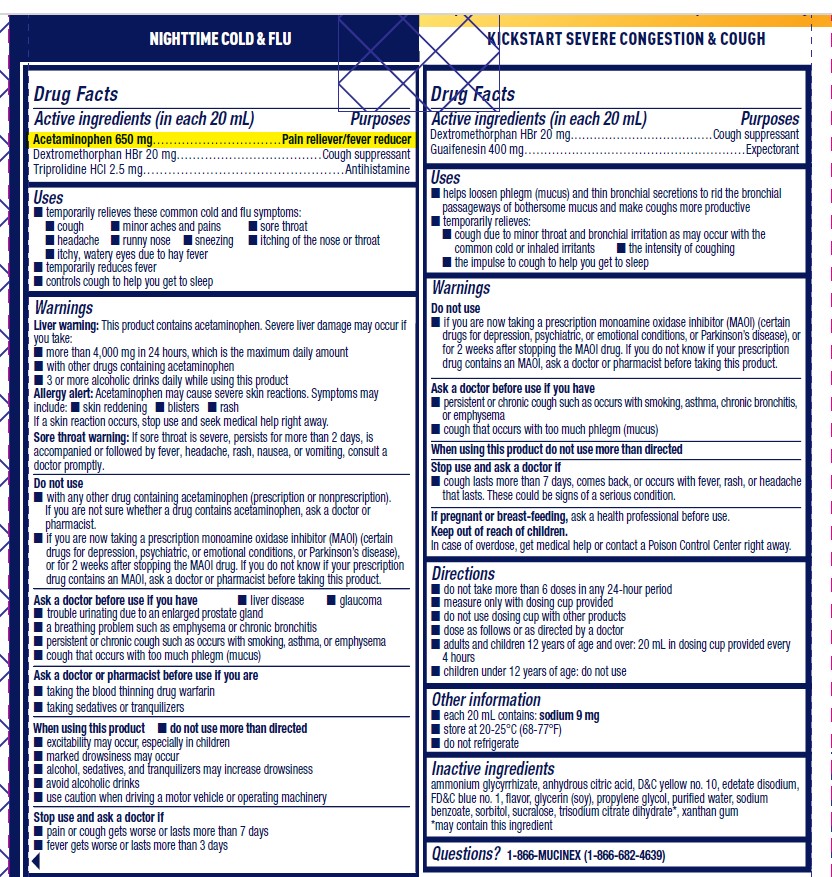 NIGHTTIME COLD & FLU
Drug Facts
Active ingredients (in each 20 mL) Purposes
Acetaminophen 650 mg..............................Pain reliever/fever reducer
Dextromethorphan HBr 20 mg...................................Cough suppressant
Triprolidine HCl 2.5 mg................................................Antihistamine
Uses
■ temporarily relieves these common cold and flu symptoms:
■ cough ■ minor aches and pains ■ sore throat
■ headache ■ runny nose ■ sneezing ■ itching of the nose or throat
■ itchy, watery eyes due to hay fever
■ temporarily reduces fever
■ controls cough to help you get to sleep
Warnings
Liver warning: This product contains acetaminophen. Severe liver damage may occur if
you take:
■ more than 4,000 mg in 24 hours, which is the maximum daily amount
■ with other drugs containing acetaminophen
■ 3 or more alcoholic drinks daily while using this product
Allergy alert: Acetaminophen may cause severe skin reactions. Symptoms may
include: ■ skin reddening ■ blisters ■ rash
If a skin reaction occurs, stop use and seek medical help right away.
Sore throat warning: If sore throat is severe, persists for more than 2 days, is
accompanied or followed by fever, headache, rash, nausea, or vomiting, consult a
doctor promptly.
Do not use
■ with any other drug containing acetaminophen (prescription or nonprescription).
If you are not sure whether a drug contains acetaminophen, ask a doctor or
pharmacist.
■ if you are now taking a prescription monoamine oxidase inhibitor (MAOI) (certain
drugs for depression, psychiatric, or emotional conditions, or Parkinson's disease),
or for 2 weeks after stopping the MAOI drug. If you do not know if your prescription
drug contains an MAOI, ask a doctor or pharmacist before taking this product.
Ask a doctor before use if you have ■ liver disease ■ glaucoma
■ trouble urinating due to an enlarged prostate gland
■ a breathing problem such as emphysema or chronic bronchitis
■ persistent or chronic cough such as occurs with smoking, asthma, or emphysema
■ cough that occurs with too much phlegm (mucus)
Ask a doctor or pharmacist before use if you are
■ taking the blood thinning drug warfarin
■ taking sedatives or tranquilizers
When using this product ■ do not use more than directed
■ excitability may occur, especially in children
■ marked drowsiness may occur
■ alcohol, sedatives, and tranquilizers may increase drowsiness
■ avoid alcoholic drinks
■ use caution when driving a motor vehicle or operating machinery
Stop use and ask a doctor if
■ pain or cough gets worse or lasts more than 7 days
■ fever gets worse or lasts more than 3 days
KICKSTART SEVERE CONGESTION & COUGH
Drug Facts
Active ingredients (in each 20 mL) Purposes
Dextromethorphan HBr 20 mg..................................Cough suppressant
Guaifenesin 400 mg.....................................................Expectorant
Uses
■ helps loosen phlegm (mucus) and thin bronchial secretions to rid the bronchial
passageways of bothersome mucus and make coughs more productive
■ temporarily relieves:
■ cough due to minor throat and bronchial irritation as may occur with the
common cold or inhaled irritants ■ the intensity of coughing
■ the impulse to cough to help you get to sleep
Warnings
Do not use
■ if you are now taking a prescription monoamine oxidase inhibitor (MAOI) (certain
drugs for depression, psychiatric, or emotional conditions, or Parkinson's disease), or
for 2 weeks after stopping the MAOI drug. If you do not know if your prescription
drug contains an MAOI, ask a doctor or pharmacist before taking this product.
Ask a doctor before use if you have
■ persistent or chronic cough such as occurs with smoking, asthma, chronic bronchitis,
or emphysema
■ cough that occurs with too much phlegm (mucus)
When using this product do not use more than directed
Stop use and ask a doctor if
■ cough lasts more than 7 days, comes back, or occurs with fever, rash, or headache
that lasts. These could be signs of a serious condition.
If pregnant or breast-feeding, ask a health professional before use.
Keep out of reach of children.
In case of overdose, get medical help or contact a Poison Control Center right away.
Directions
■ do not take more than 6 doses in any 24-hour period
■ measure only with dosing cup provided
■ do not use dosing cup with other products
■ dose as follows or as directed by a doctor
■ adults and children 12 years of age and over: 20 mL in dosing cup provided every
4 hours
■ children under 12 years of age: do not use
Other information
■ each 20 mL contains: sodium 9 mg
■ store at 20-25°C (68-77°F)
■ do not refrigerate
Inactive ingredients
ammonium glycyrrhizate, anhydrous citric acid, D&C yellow no. 10, edetate disodium,
FD&C blue no. 1, flavor, glycerin (soy), propylene glycol, purified water, sodium
benzoate, sorbitol, sucralose, trisodium citrate dihydrate*, xanthan gum
*may contain this ingredient
Questions? 1-866-MUCINEX (1-866-682-4639)